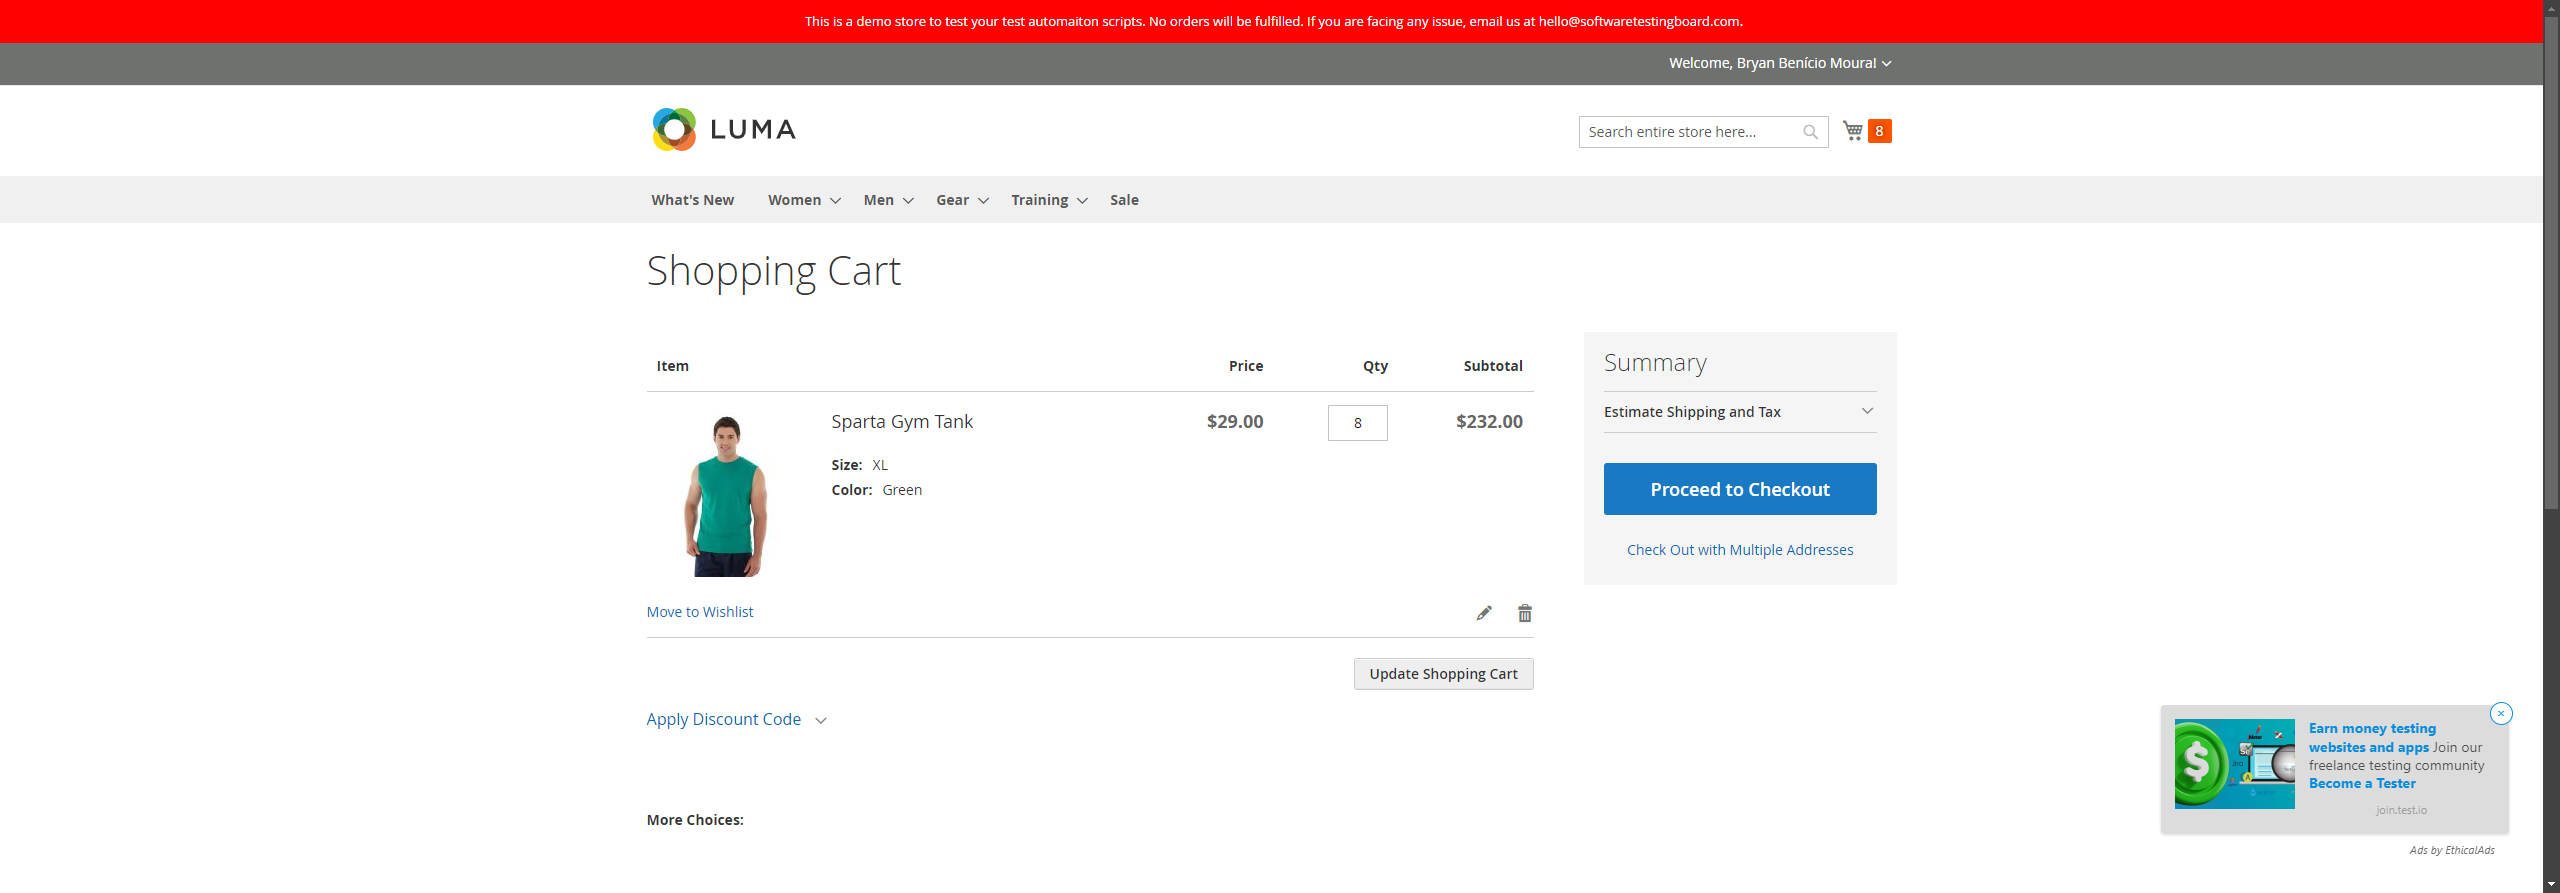 This is a demo store to test your test automaiton scripts. No orders will be fulfilled. If you are facing any issue, email us at hello@softwaretestingboard.com.
Welcome, Bryan Benício Moura!
LUMA
Search entire store here...
8
What's New Women Men Gear Training Sale
Shopping Cart
Item Price Qty Subtotal
Sparta Gym Tank $29.00 8 $232.00
Size: XL
Color: Green
Move to Wishlist
Update Shopping Cart
Apply Discount Code
More Choices:
Summary
Estimate Shipping and Tax
Proceed to Checkout
Check Out with Multiple Addresses
Earn money testing
websites and apps Join our
freelance testing community
Become a Tester
join.test.io
Ads by EthicalAds